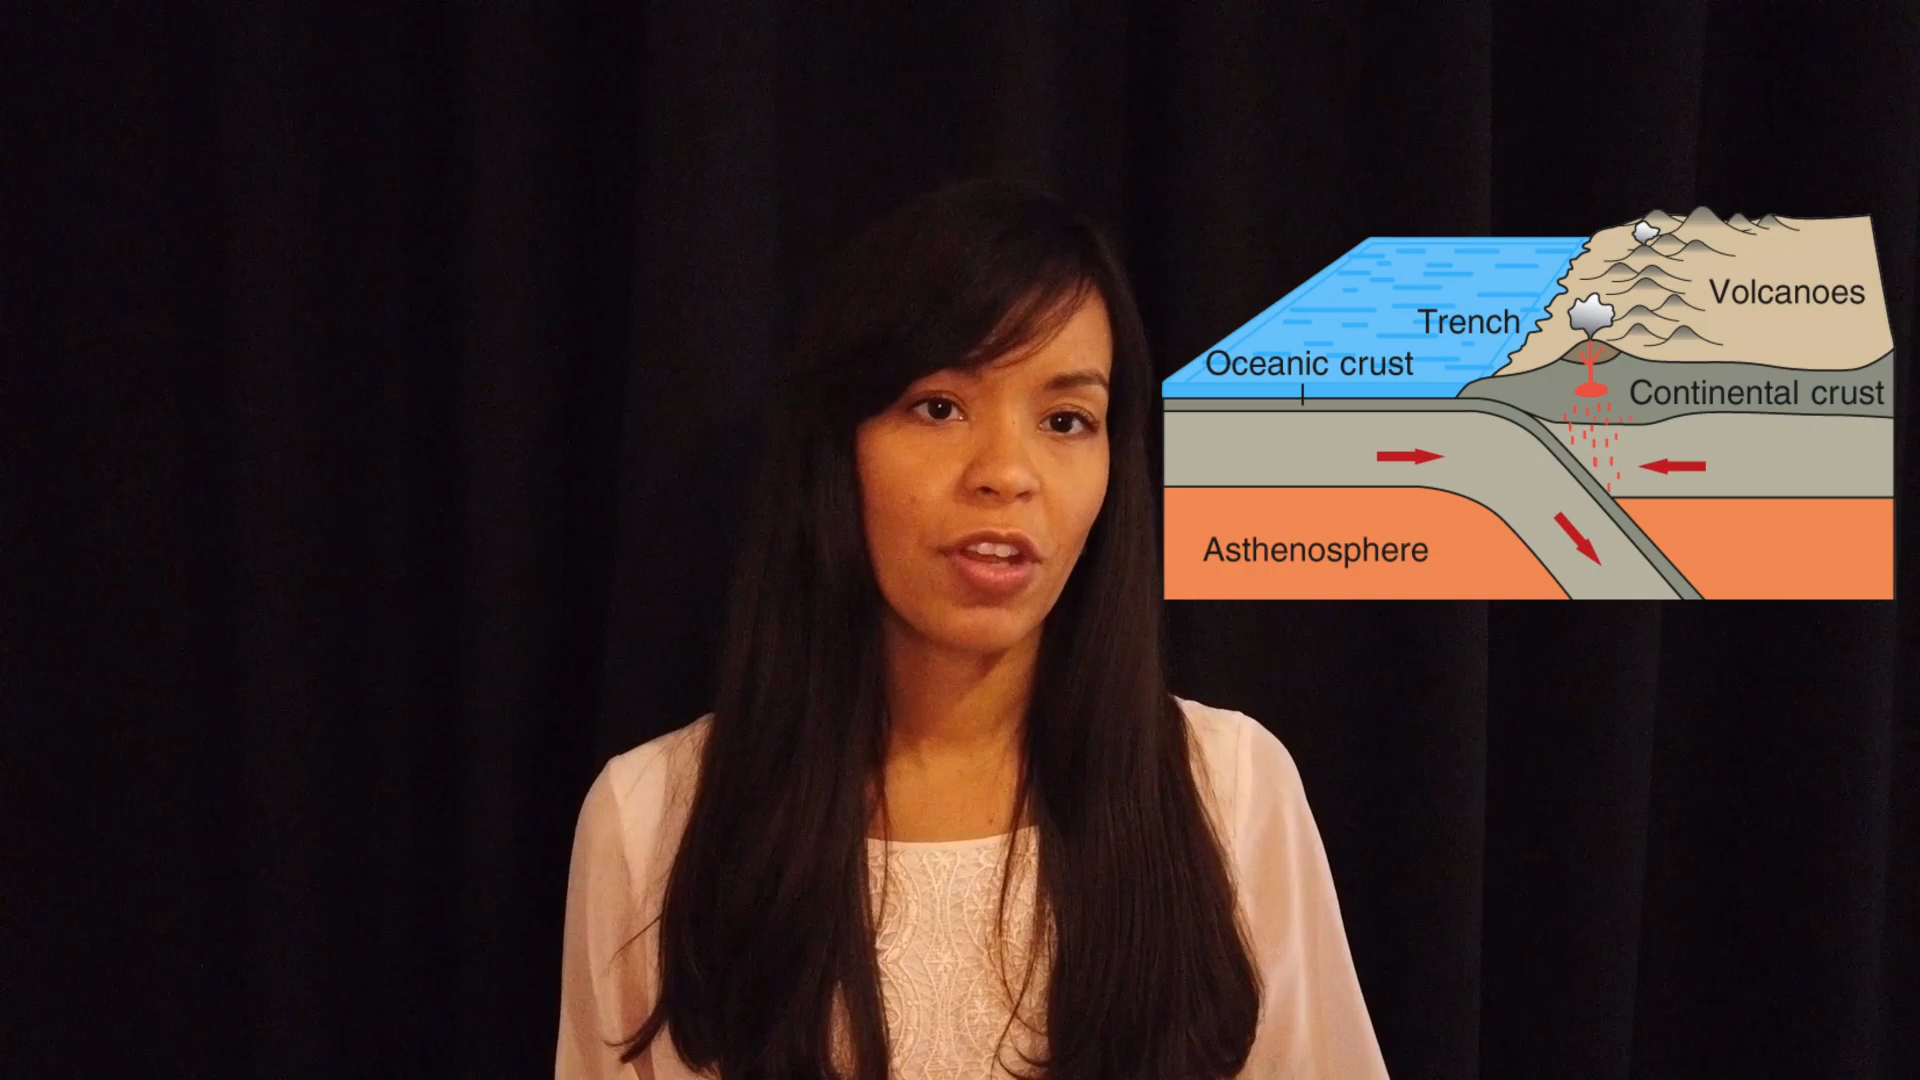 Volcanoes
Trench
Oceanic crust
Continental crust
Asthenosphere